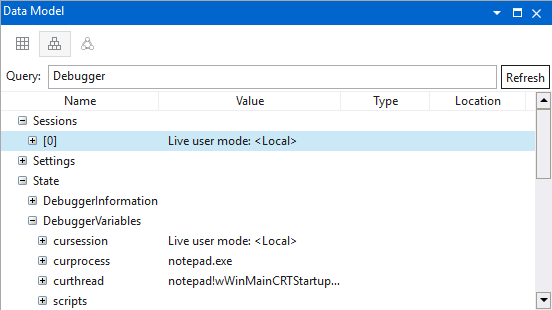 Data Model
Query: Debugger Refresh
Name Value Type Location
Sessions
[0] Live user mode: <Local>
Settings
State
DebuggerInformation
DebuggerVariables
cursession Live user mode: <Local>
curprocess notepad.exe
curthread notepad!wWinMainCRTStartup...
scripts